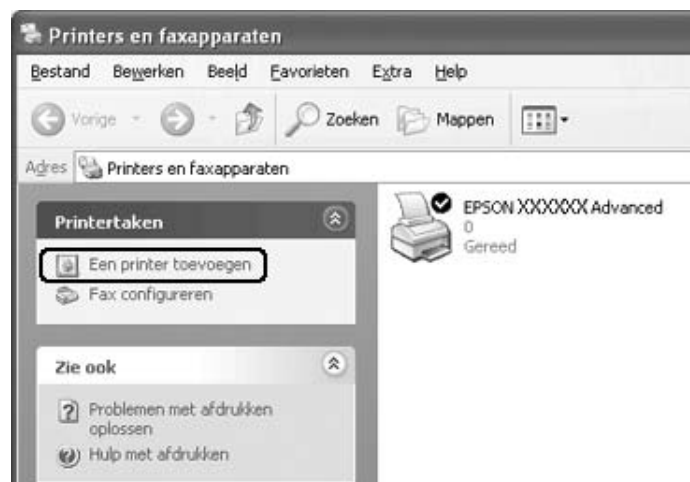 Printers en faxapparaten
Bestand Bewerken Beeld Favorieten Extra Help
Vorige Zoeken Mappen
Adres Printers en faxapparaten
Printertaken
Een printer toevoegen
Fax configureren
Zie ook
Problemen met afdrukken
oplossen
Hulp met afdrukken
EPSON XXXXXX Advanced
0
Gereed